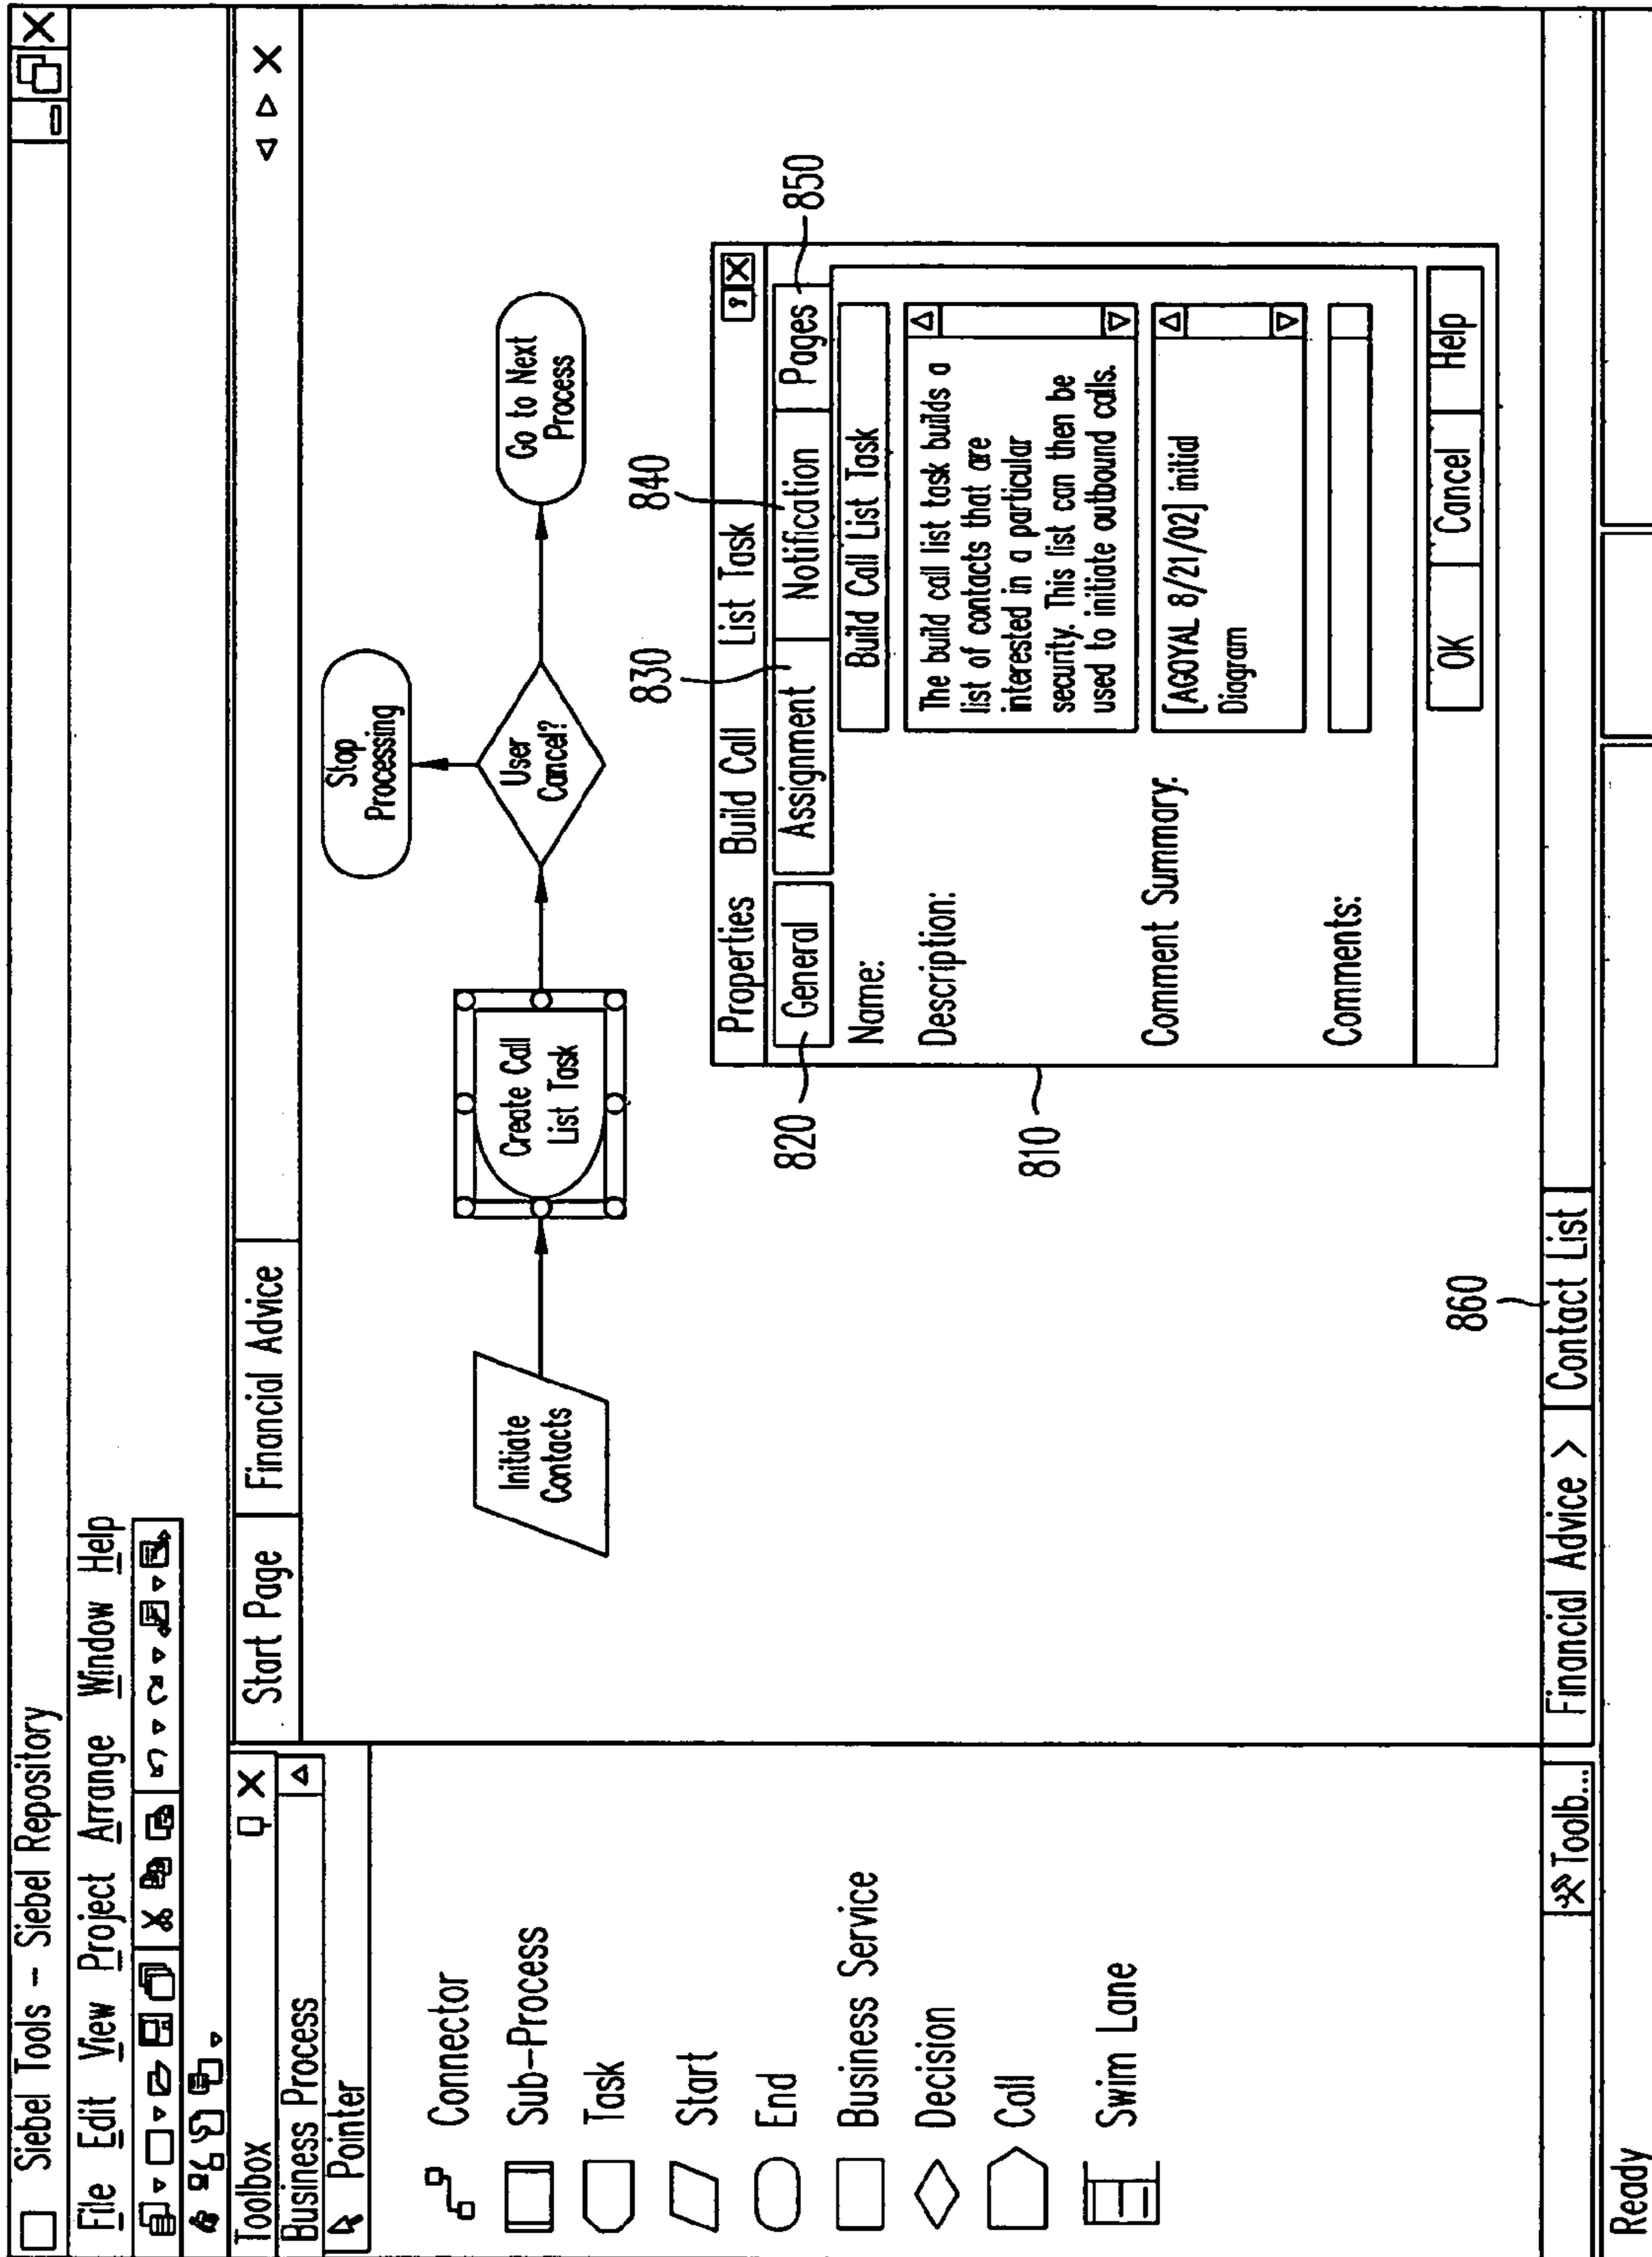 Siebel Tools – Siebel Repository
File Edit View Project Arrange Window Help
Toolbox
Business Process
Pointer
Connector
Sub-Process
Task
Start
End
Business Service
Decision
Call
Swim Lane
Toolb...
Start Page
Financial Advice
Initiate
Contacts
Create Call
List Task
User
Cancel?
Stop
Processing
Go to Next
Process
Properties Build Call List Task
General
Assignment
Notification
Pages
Name:
Build Call List Task
Description:
The build call list task builds a
list of contacts that are
interested in a particular
security. This list can then be
used to initiate outbound calls.
Comment Summary:
[AGOYAL 8/21/02] initial
Diagram
Comments:
OK
Cancel
Help
810
820
830
840
850
860
Financial Advice >
Contact List
Ready